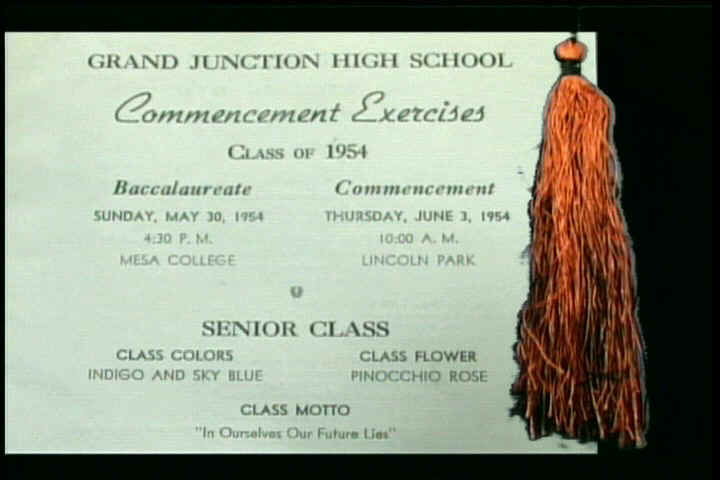 GRAND JUNCTION HIGH SCHOOL
Commencement Exercises
CLASS OF 1954
Baccalaureate
SUNDAY, MAY 30, 1954
4:30 P. M.
MESA COLLEGE
Commencement
THURSDAY, JUNE 3, 1954
10:00 A. M.
LINCOLN PARK
SENIOR CLASS
CLASS COLORS
INDIGO AND SKY BLUE
CLASS FLOWER
PINOCCHIO ROSE
CLASS MOTTO
"In Ourselves Our Future Lies"